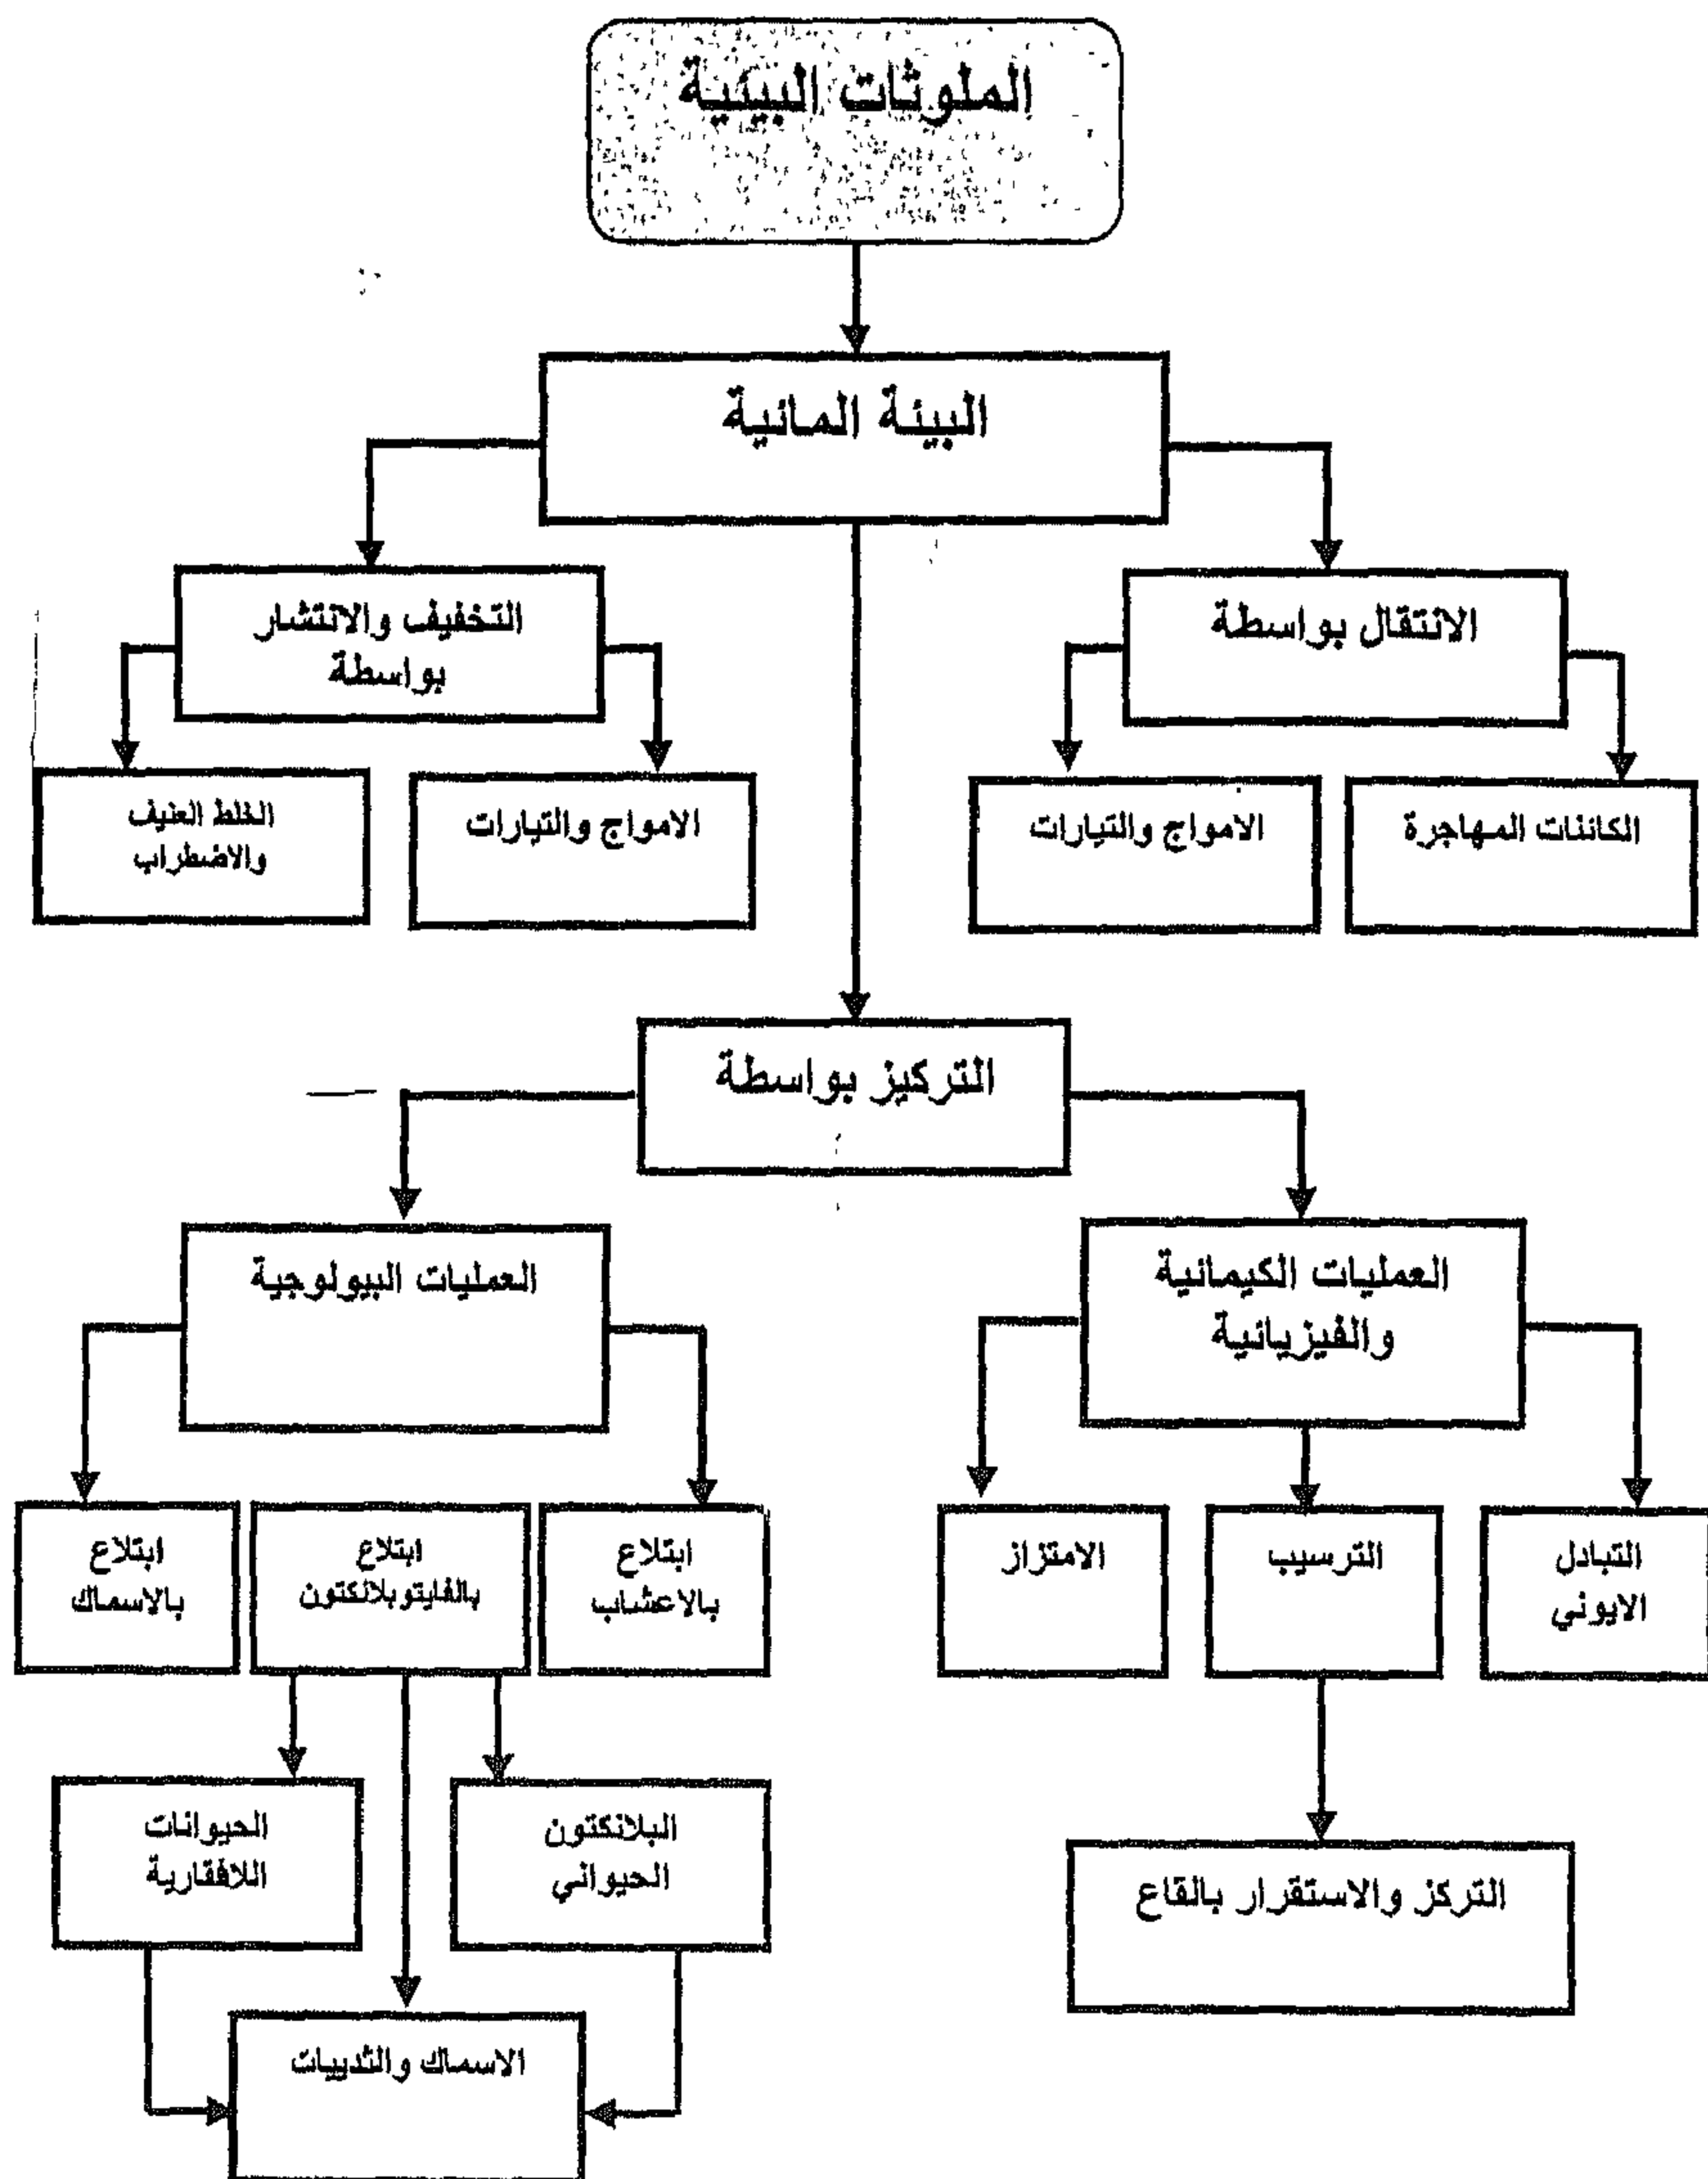 الملوثات البيئية
البيئة المائية
الانتقال بواسطة
التخفيف والانتشار
بواسطة
الكائنات المهاجرة
الامواج والتيارات
الامواج والتيارات
الخلط العنيف
والاضطراب
التركيز بواسطة
العمليات الكيمائية
والفيزيائية
العمليات البيولوجية
التبادل
الايوني
الترسيب
الامتزاز
ابتلاع
بالاعشاب
ابتلاع
بالفايتوبلانكتون
ابتلاع
بالاسماك
التركز والاستقرار بالقاع
البلانكتون
الحيواني
الحيوانات
اللافقارية
الاسماك والثدييات